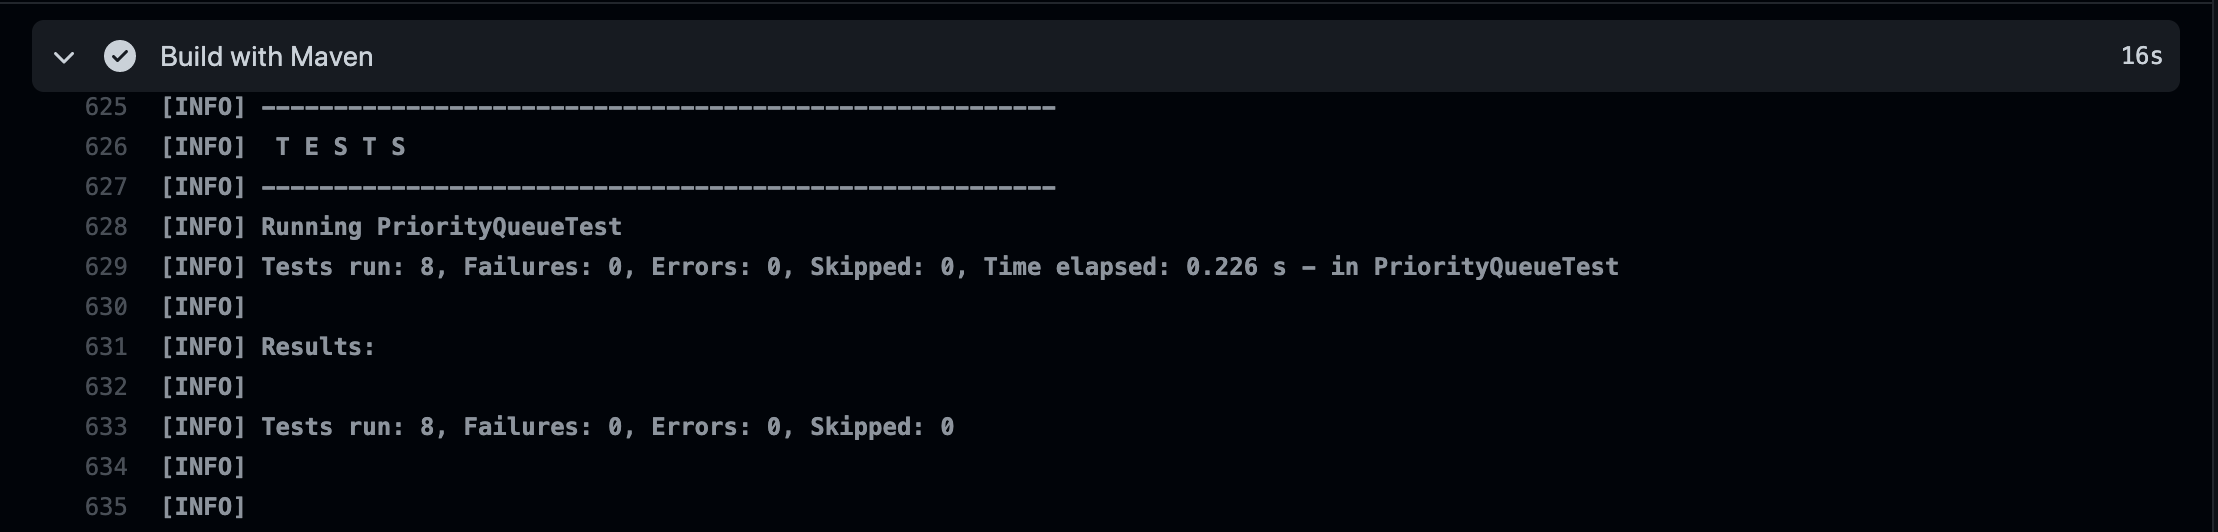 Build with Maven 16s
625 [INFO] -------------------------------------------------------
626 [INFO]  T E S T S
627 [INFO] -------------------------------------------------------
628 [INFO] Running PriorityQueueTest
629 [INFO] Tests run: 8, Failures: 0, Errors: 0, Skipped: 0, Time elapsed: 0.226 s - in PriorityQueueTest
630 [INFO]
631 [INFO] Results:
632 [INFO]
633 [INFO] Tests run: 8, Failures: 0, Errors: 0, Skipped: 0
634 [INFO]
635 [INFO]